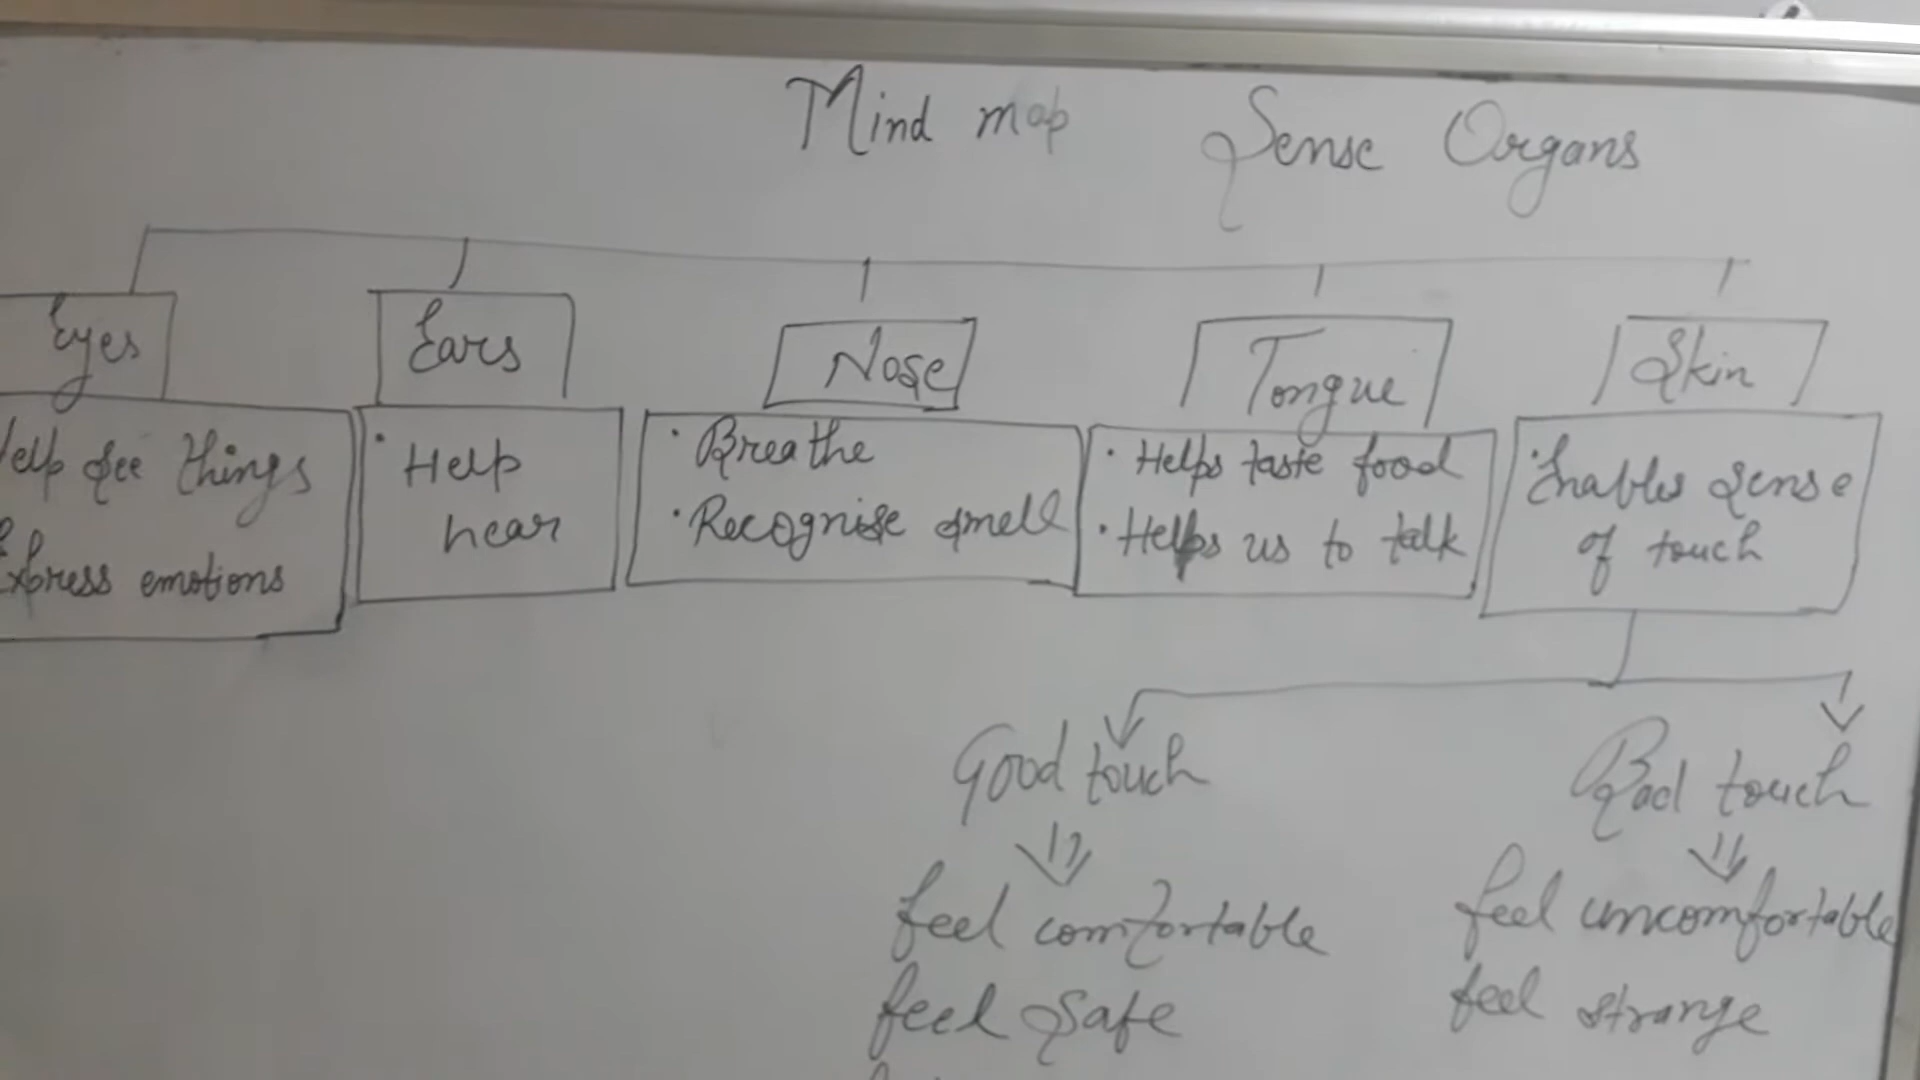 Mind map Sense Organs
Eyes
Help see things
Express emotions
Ears
Help
hear
Nose
Breathe
Recognise smell
Tongue
Helps taste food
Helps us to talk
Skin
Enables sense
of touch
Good touch
feel comfortable
feel safe
Bad touch
feel uncomfortable
feel strange